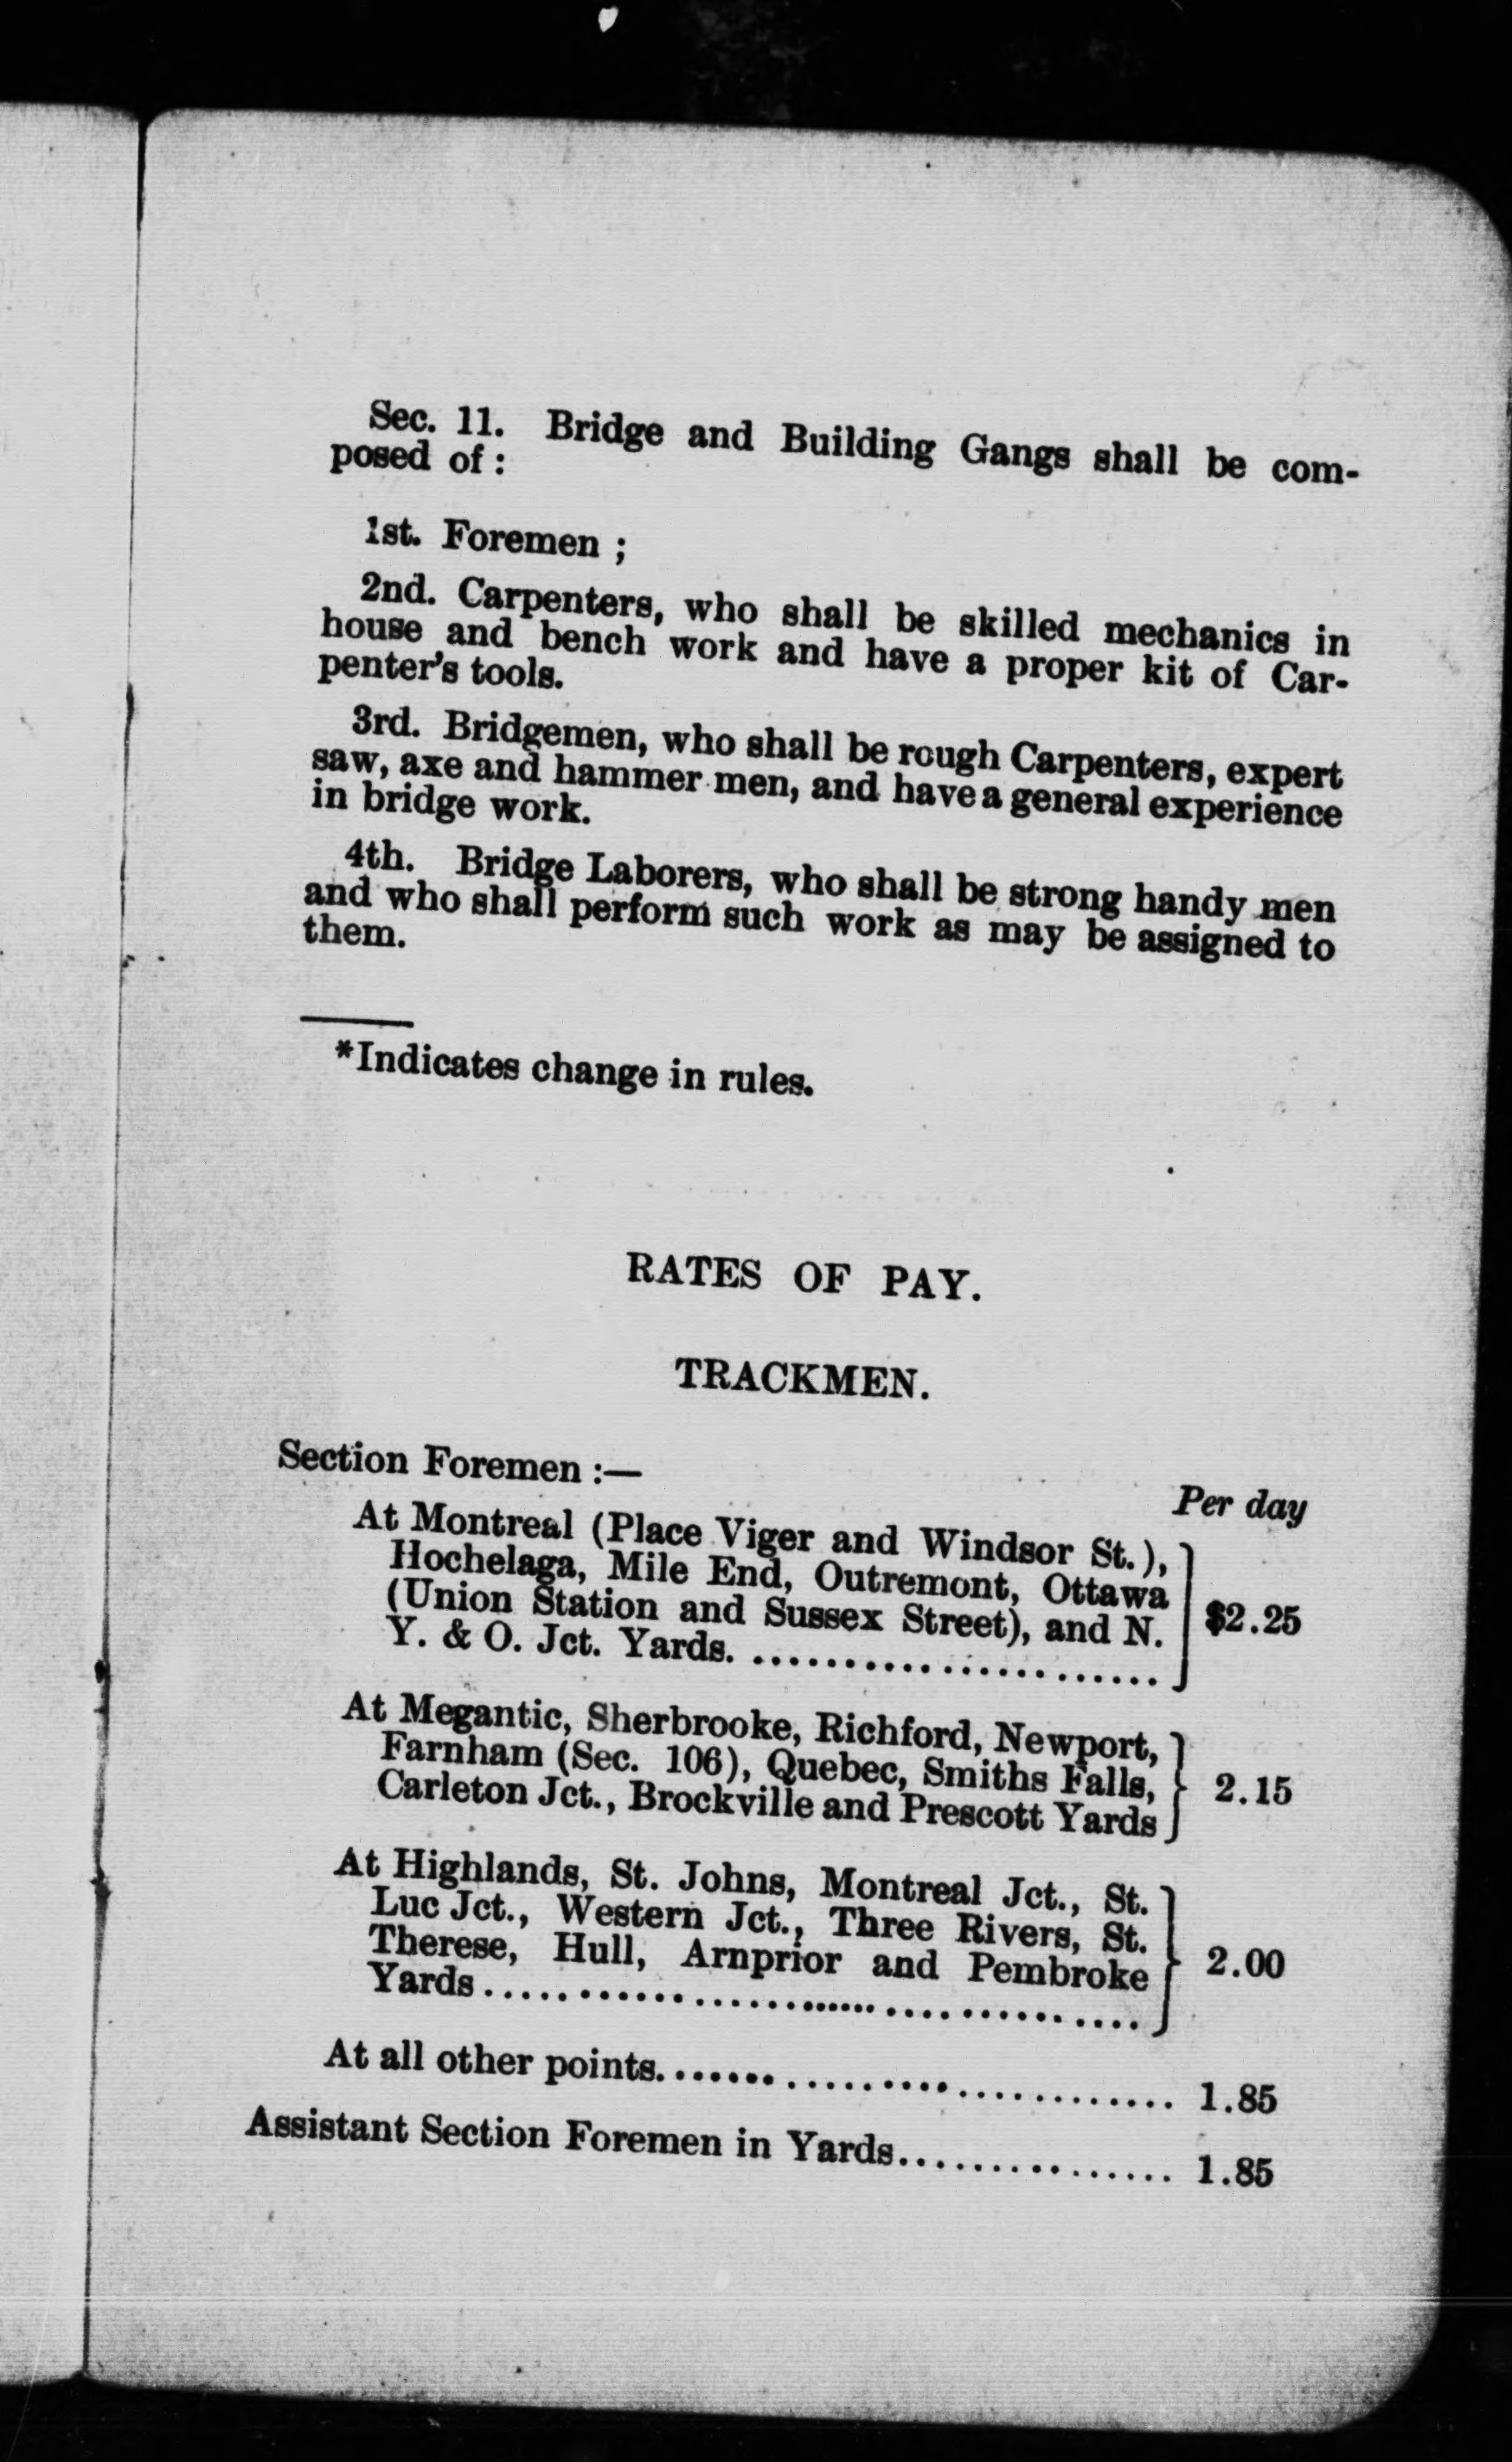 Sec. 11. Bridge and Building Gangs shall be com-
posed of :
1st. Foremen ;
2nd. Carpenters, who shall be skilled mechanics in
house and bench work and have a proper kit of Car-
penter's tools.
3rd. Bridgemen, who shall be rough Carpenters, expert
saw, axe and hammer men, and have a general experience
in bridge work.
4th. Bridge Laborers, who shall be strong handy men
and who shall perform such work as may be assigned to
them.
*Indicates change in rules.
RATES OF PAY.
TRACKMEN.
Section Foremen :—
Per day
At Montreal (Place Viger and Windsor St.),
Hochelaga, Mile End, Outremont, Ottawa
(Union Station and Sussex Street), and N. $2.25
Y. & O. Jct. Yards. .......................
At Megantic, Sherbrooke, Richford, Newport,
Farnham (Sec. 106), Quebec, Smiths Falls, 2.15
Carleton Jct., Brockville and Prescott Yards
At Highlands, St. Johns, Montreal Jct., St.
Luc Jct., Western Jct., Three Rivers, St.
Therese, Hull, Arnprior and Pembroke 2.00
Yards....................................
At all other points............................ 1.85
Assistant Section Foremen in Yards................ 1.85